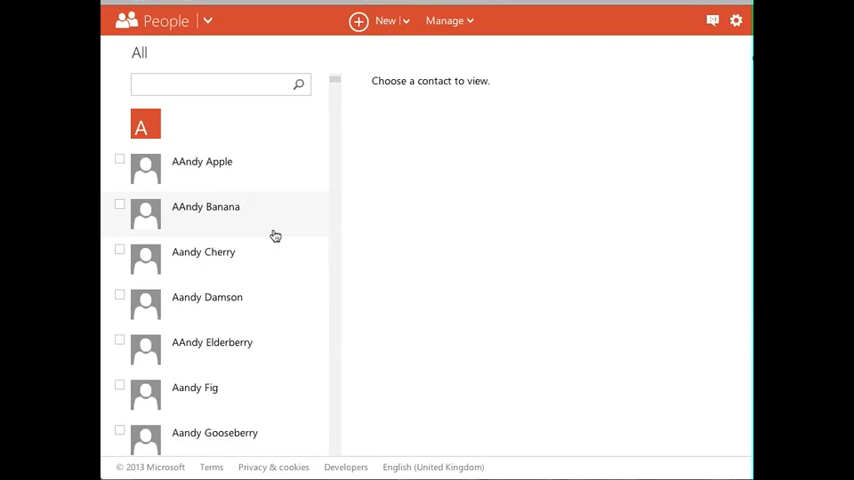 People
New
Manage
All
Choose a contact to view.
A
AAndy Apple
AAndy Banana
Aandy Cherry
Aandy Damson
AAndy Elderberry
Aandy Fig
Aandy Gooseberry
© 2013 Microsoft Terms Privacy & cookies Developers English (United Kingdom)